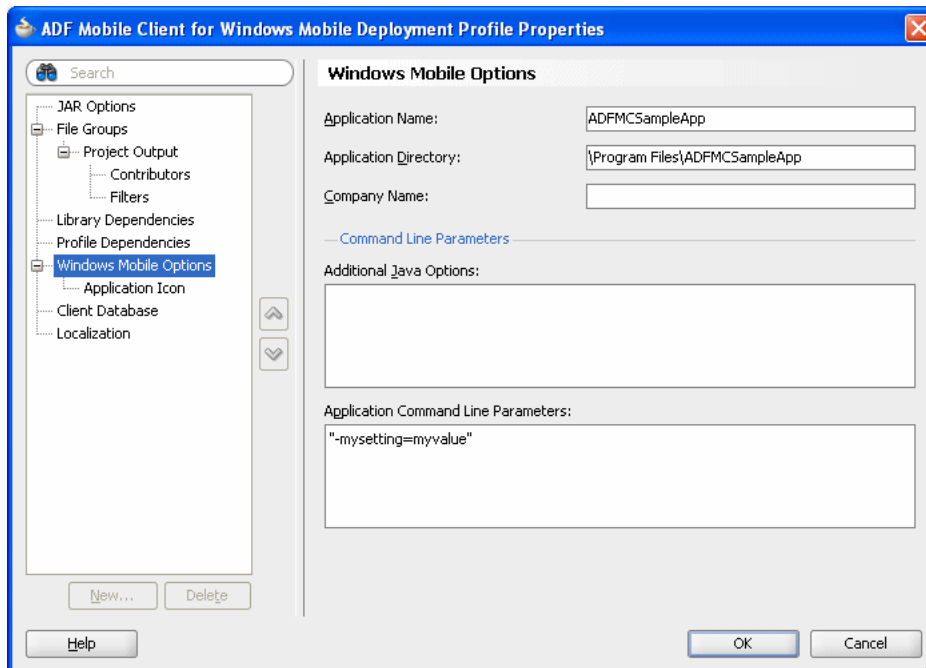 ADF Mobile Client for Windows Mobile Deployment Profile Properties
Search
JAR Options
File Groups
Project Output
Contributors
Filters
Library Dependencies
Profile Dependencies
Windows Mobile Options
Application Icon
Client Database
Localization
New...
Delete
Windows Mobile Options
Application Name:
ADFMCSampleApp
Application Directory:
\Program Files\ADFMCSampleApp
Company Name:
Command Line Parameters
Additional Java Options:
Application Command Line Parameters:
"-mysetting=myvalue"
Help
OK
Cancel